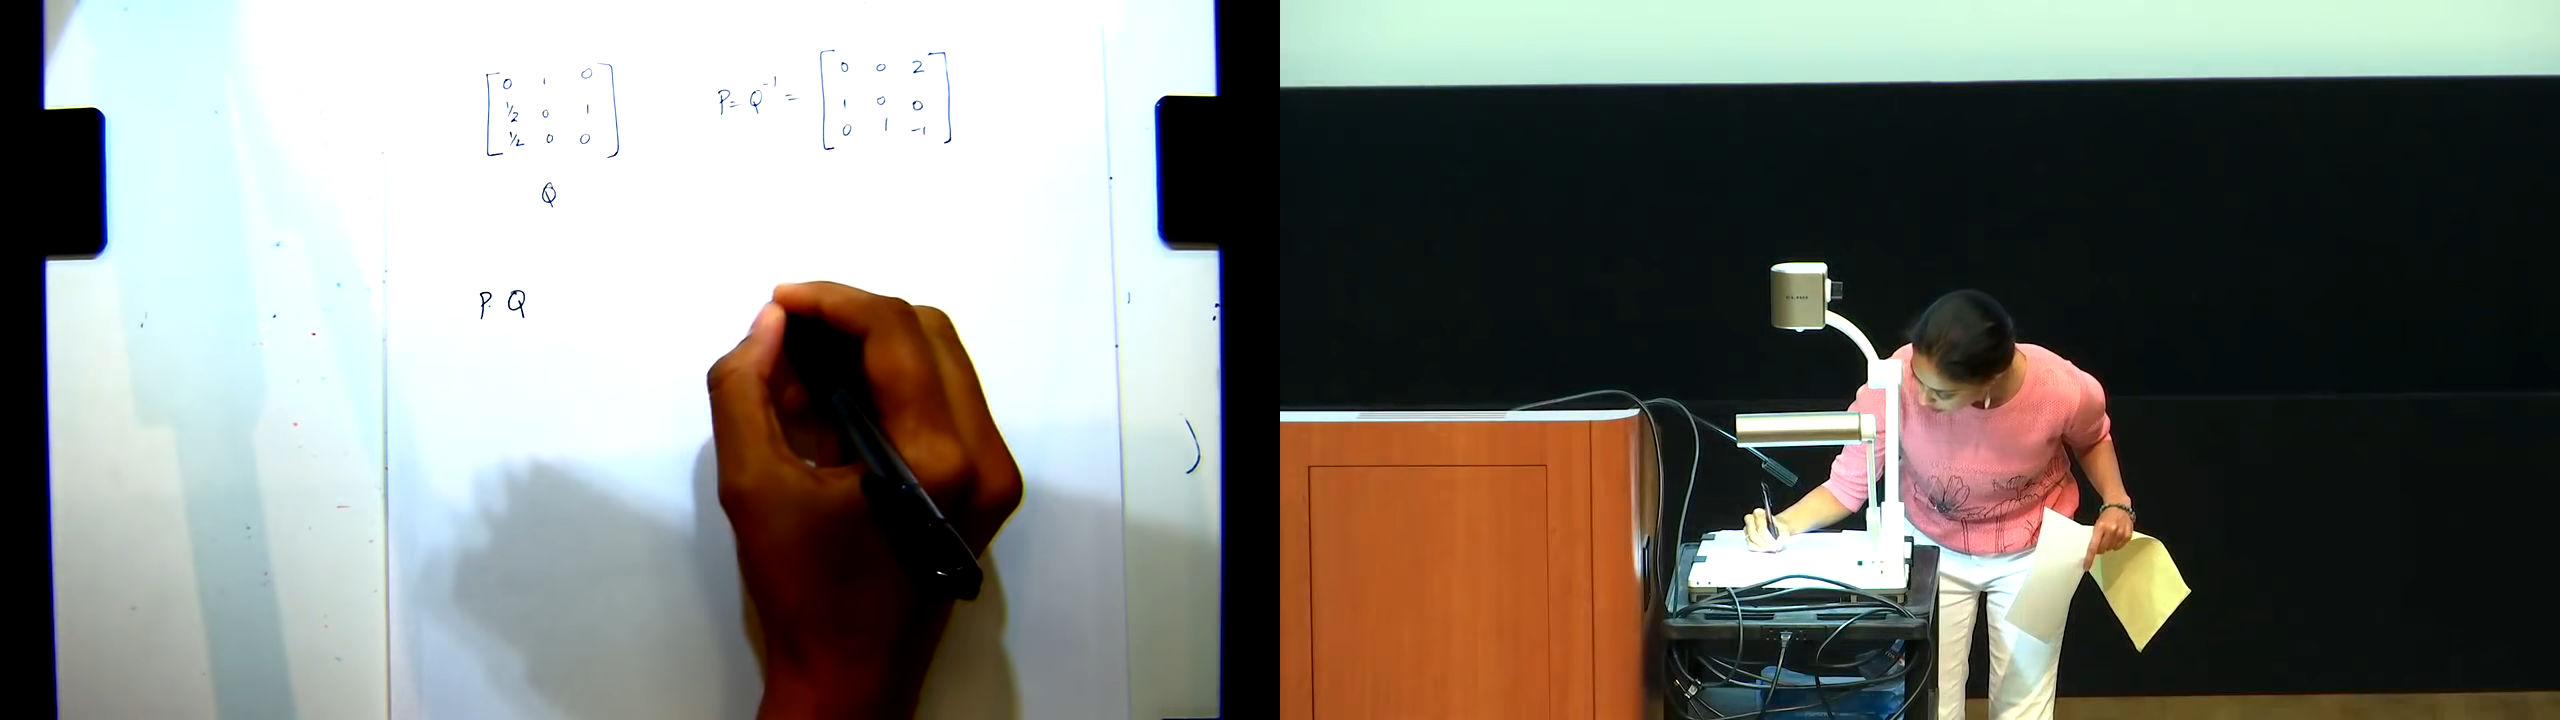 [0 1 0
½ 0 1
½ 0 0]
Q
P = Q⁻¹ = [0 0 2
1 0 0
0 1 -1]
P. Q